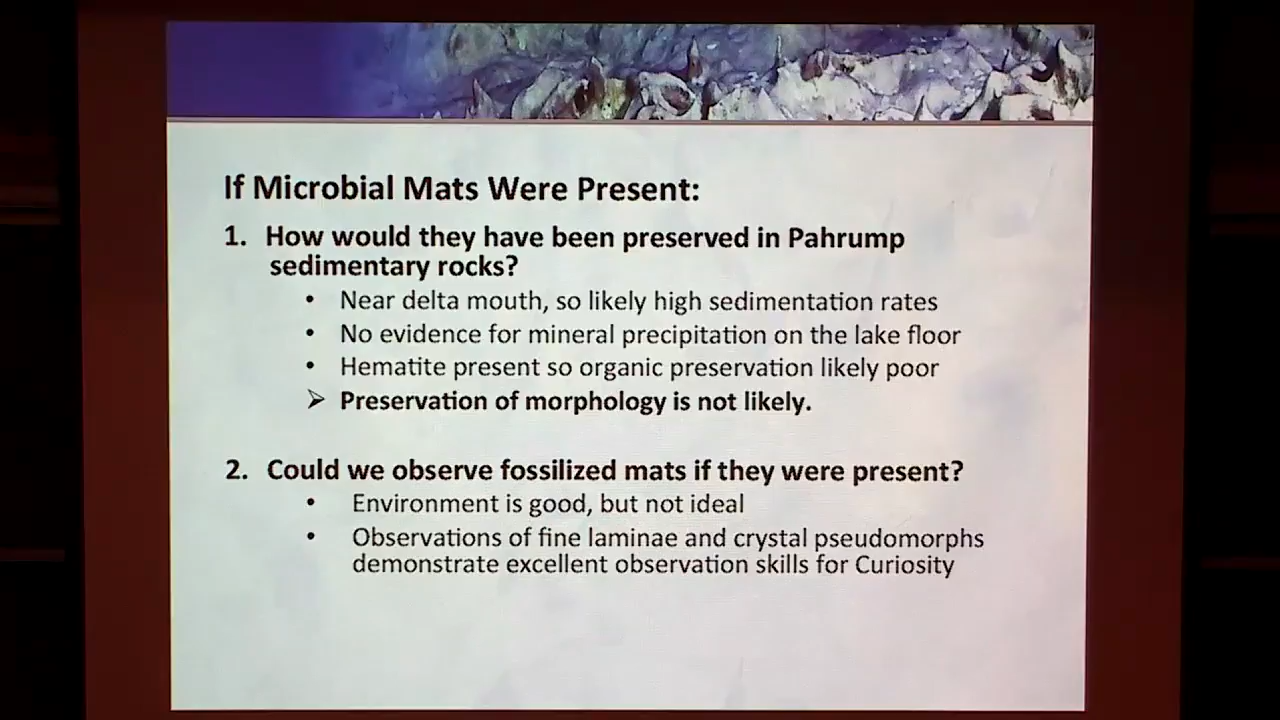 If Microbial Mats Were Present:
1. How would they have been preserved in Pahrump
sedimentary rocks?
• Near delta mouth, so likely high sedimentation rates
• No evidence for mineral precipitation on the lake floor
• Hematite present so organic preservation likely poor
➢ Preservation of morphology is not likely.
2. Could we observe fossilized mats if they were present?
• Environment is good, but not ideal
• Observations of fine laminae and crystal pseudomorphs
demonstrate excellent observation skills for Curiosity